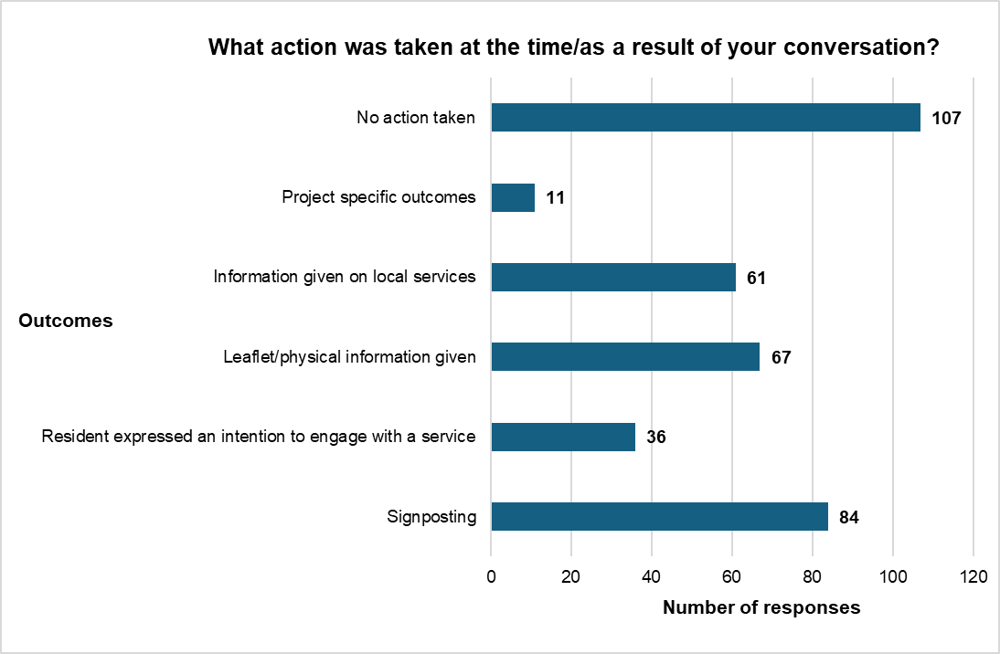 What action was taken at the time/as a result of your conversation?
No action taken
107
Project specific outcomes
11
Information given on local services
61
Outcomes
Leaflet/physical information given
67
Resident expressed an intention to engage with a service
36
Signposting
84
0 20 40 60 80 100 120
Number of responses